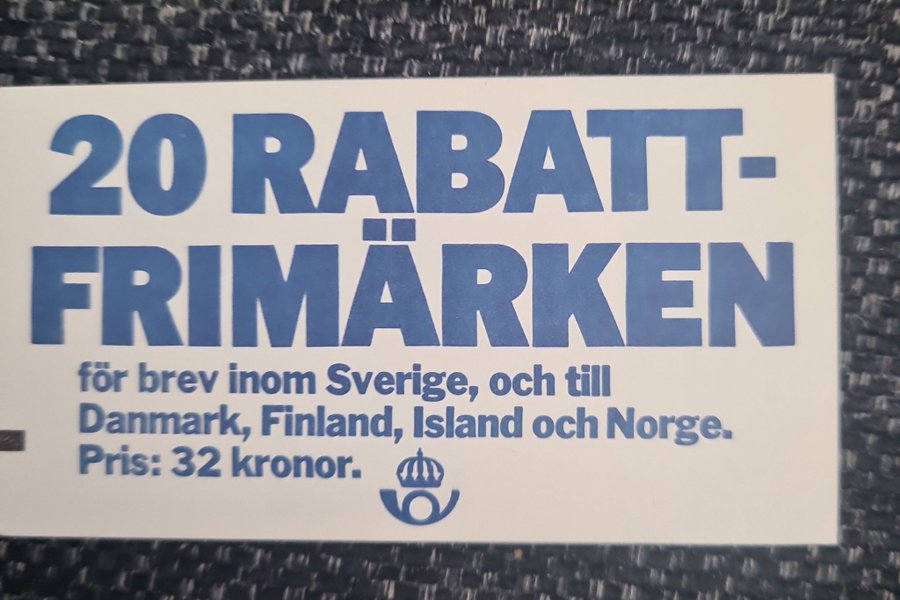 20 RABATT-
FRIMÄRKEN
för brev inom Sverige, och till
Danmark, Finland, Island och Norge.
Pris: 32 kronor.